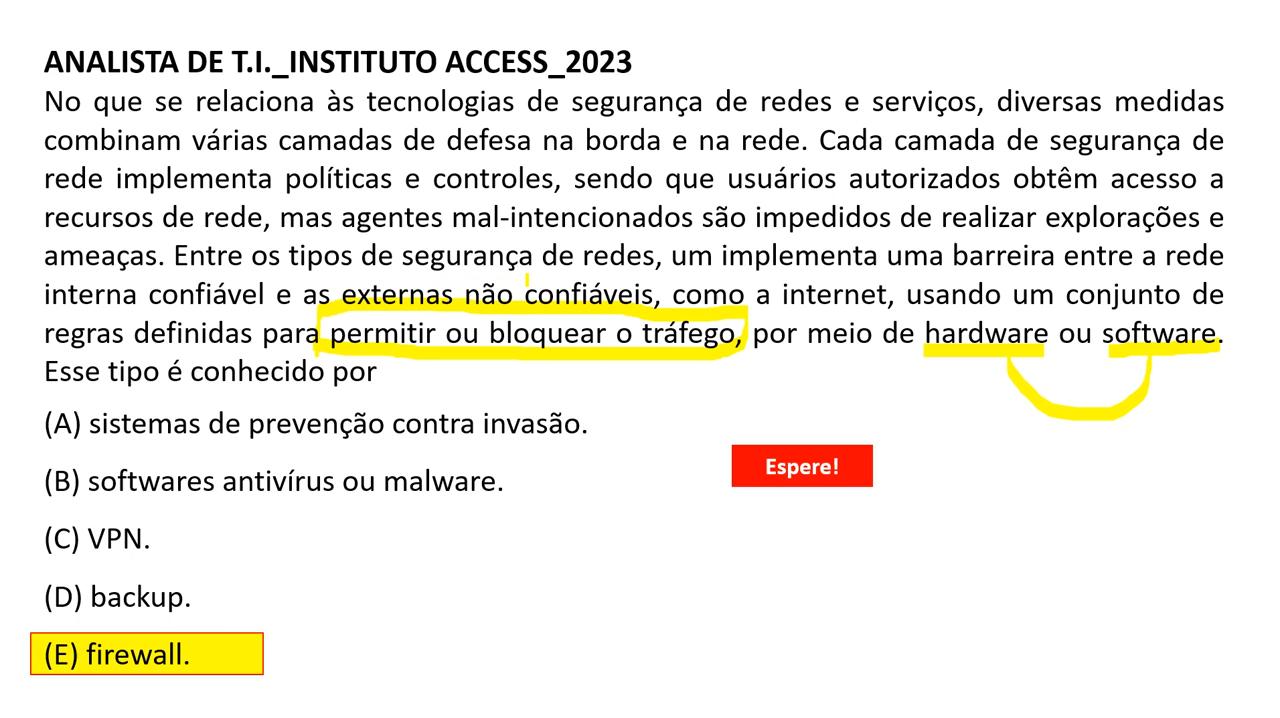 ANALISTA DE T.I._INSTITUTO ACCESS_2023
No que se relaciona às tecnologias de segurança de redes e serviços, diversas medidas
combinam várias camadas de defesa na borda e na rede. Cada camada de segurança de
rede implementa políticas e controles, sendo que usuários autorizados obtêm acesso a
recursos de rede, mas agentes mal-intencionados são impedidos de realizar explorações e
ameaças. Entre os tipos de segurança de redes, um implementa uma barreira entre a rede
interna confiável e as externas não confiáveis, como a internet, usando um conjunto de
regras definidas para permitir ou bloquear o tráfego, por meio de hardware ou software.
Esse tipo é conhecido por
(A) sistemas de prevenção contra invasão.
Espere!
(B) softwares antivírus ou malware.
(C) VPN.
(D) backup.
(E) firewall.